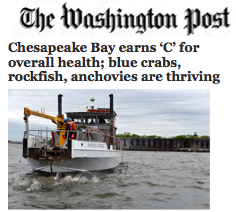 The Washington Post
Chesapeake Bay earns ‘C’ for
overall health; blue crabs,
rockfish, anchovies are thriving